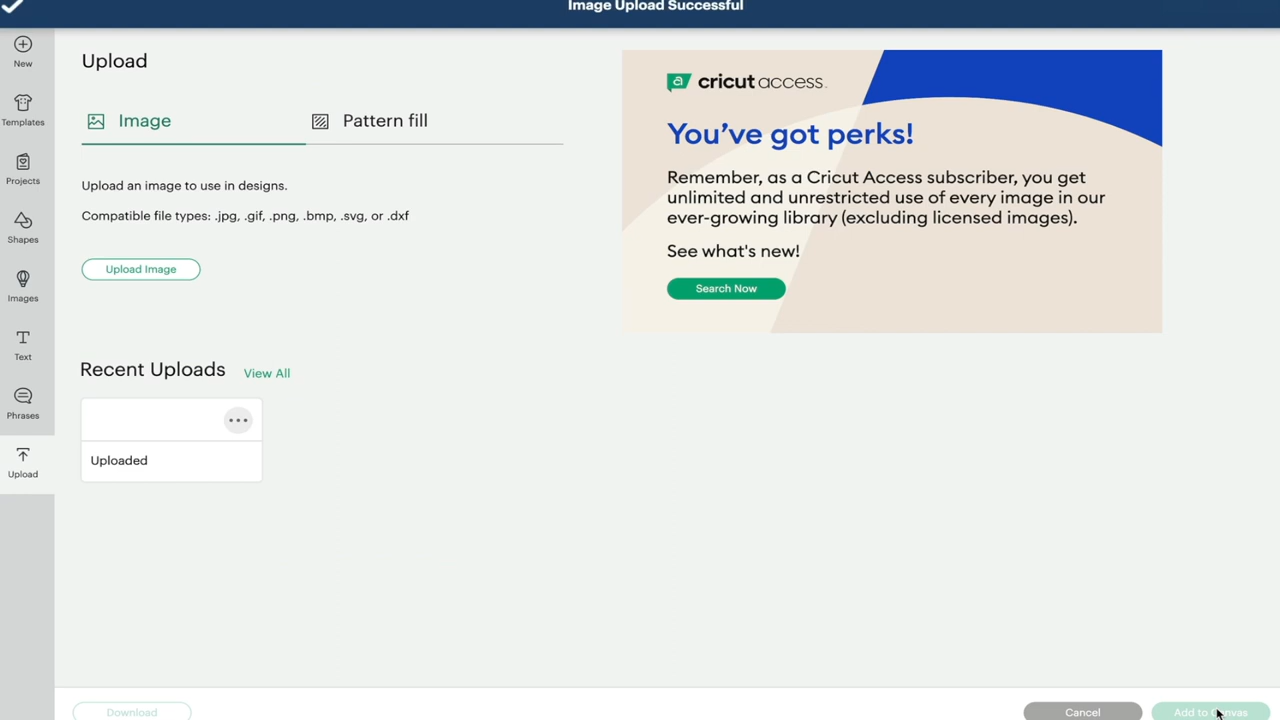 Image Upload Successful
New
Templates
Projects
Shapes
Images
Text
Phrases
Upload
Upload
Image
Pattern fill
Upload an image to use in designs.
Compatible file types: .jpg, .gif, .png, .bmp, .svg, or .dxf
Upload Image
cricut access.
You've got perks!
Remember, as a Cricut Access subscriber, you get
unlimited and unrestricted use of every image in our
ever-growing library (excluding licensed images).
See what's new!
Search Now
Recent Uploads
View All
Uploaded
Download
Cancel
Add to Canvas